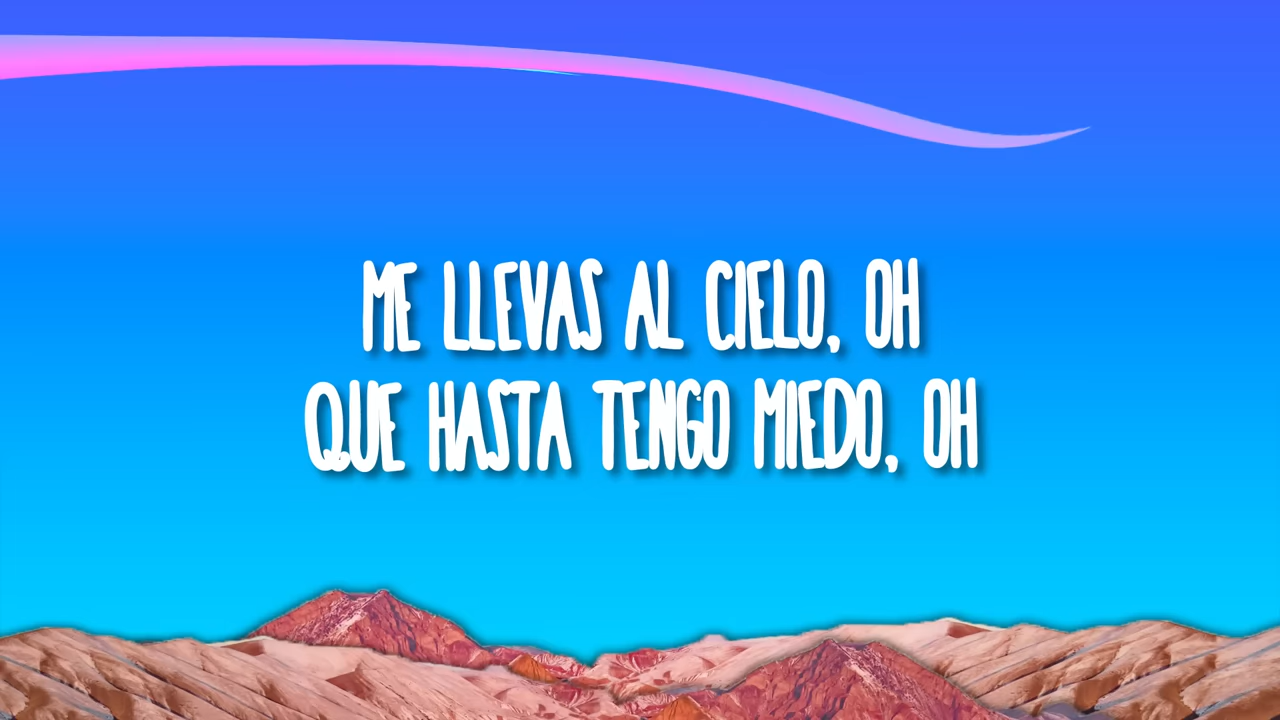 ME LLEVAS AL CIELO, OH
QUE HASTA TENGO MIEDO, OH